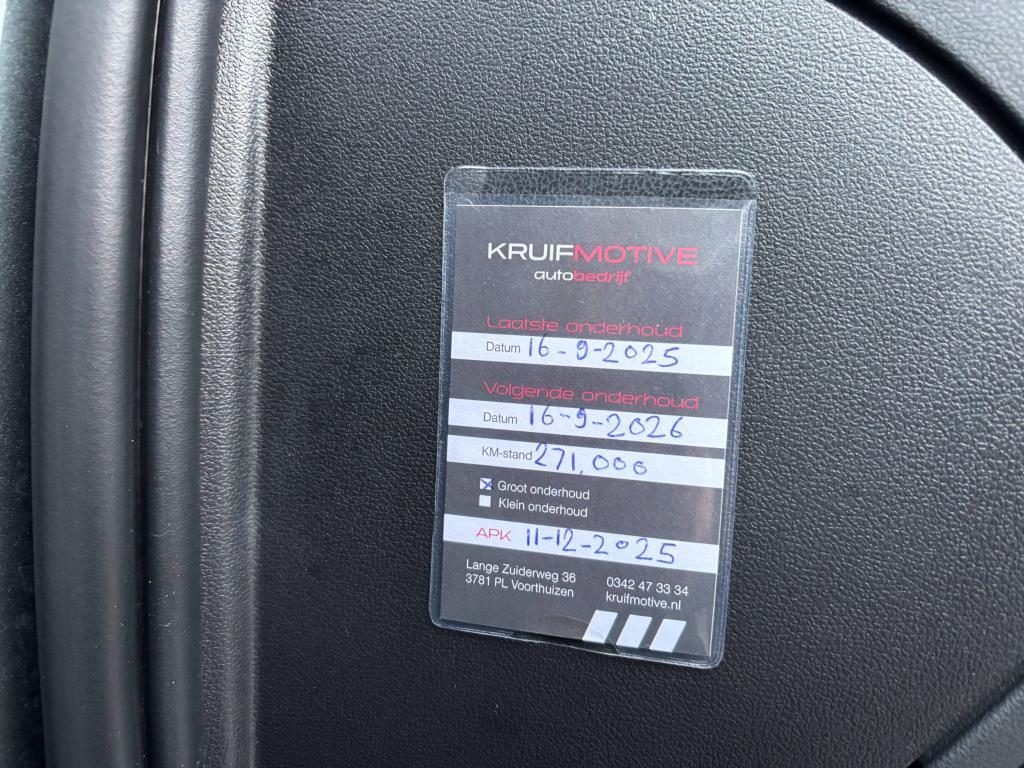 KRUIFMOTIVE
autobedrijf
Laatste onderhoud
Datum 16-9-2025
Volgende onderhoud
Datum 16-9-2026
KM-stand 271.000
Groot onderhoud
Klein onderhoud
APK 11-12-2025
Lange Zuiderweg 36
3781 PL Voorthuizen
0342 47 33 34
kruifmotive.nl